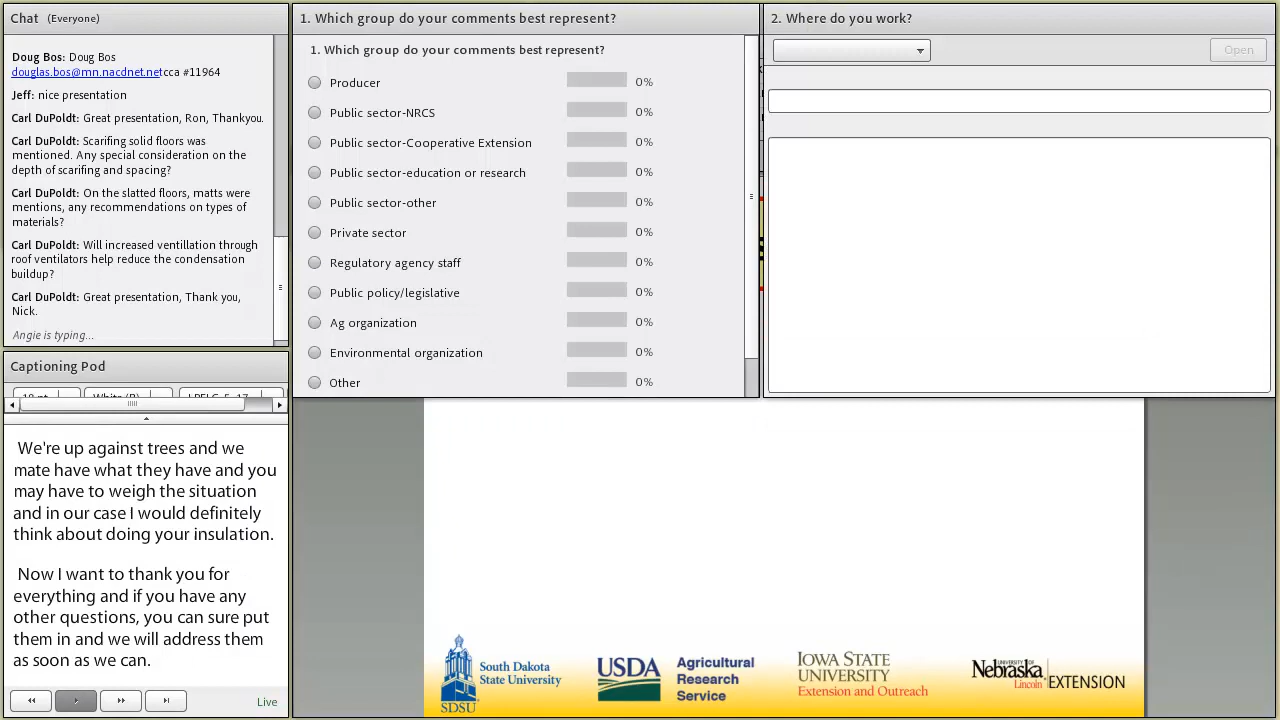 Chat (Everyone)
Doug Bos: Doug Bos
douglas.bos@mn.nacdnet.netcca #11964
Jeff: nice presentation
Carl DuPoldt: Great presentation, Ron, Thankyou.
Carl DuPoldt: Scarifing solid floors was
mentioned. Any special consideration on the
depth of scarifing and spacing?
Carl DuPoldt: On the slatted floors, matts were
mentions, any recommendations on types of
materials?
Carl DuPoldt: Will increased ventillation through
roof ventilators help reduce the condensation
buildup?
Carl DuPoldt: Great presentation, Thank you,
Nick.
Angie is typing...
Captioning Pod
We're up against trees and we
mate have what they have and you
may have to weigh the situation
and in our case I would definitely
think about doing your insulation.
Now I want to thank you for
everything and if you have any
other questions, you can sure put
them in and we will address them
as soon as we can.
Live
1. Which group do your comments best represent?
1. Which group do your comments best represent?
Producer 0%
Public sector-NRCS 0%
Public sector-Cooperative Extension 0%
Public sector-education or research 0%
Public sector-other 0%
Private sector 0%
Regulatory agency staff 0%
Public policy/legislative 0%
Ag organization 0%
Environmental organization 0%
Other 0%
2. Where do you work?
Open
SDSU
South Dakota
State University
USDA
Agricultural
Research
Service
IOWA STATE
UNIVERSITY
Extension and Outreach
UNIVERSITY OF
Nebraska
Lincoln
EXTENSION